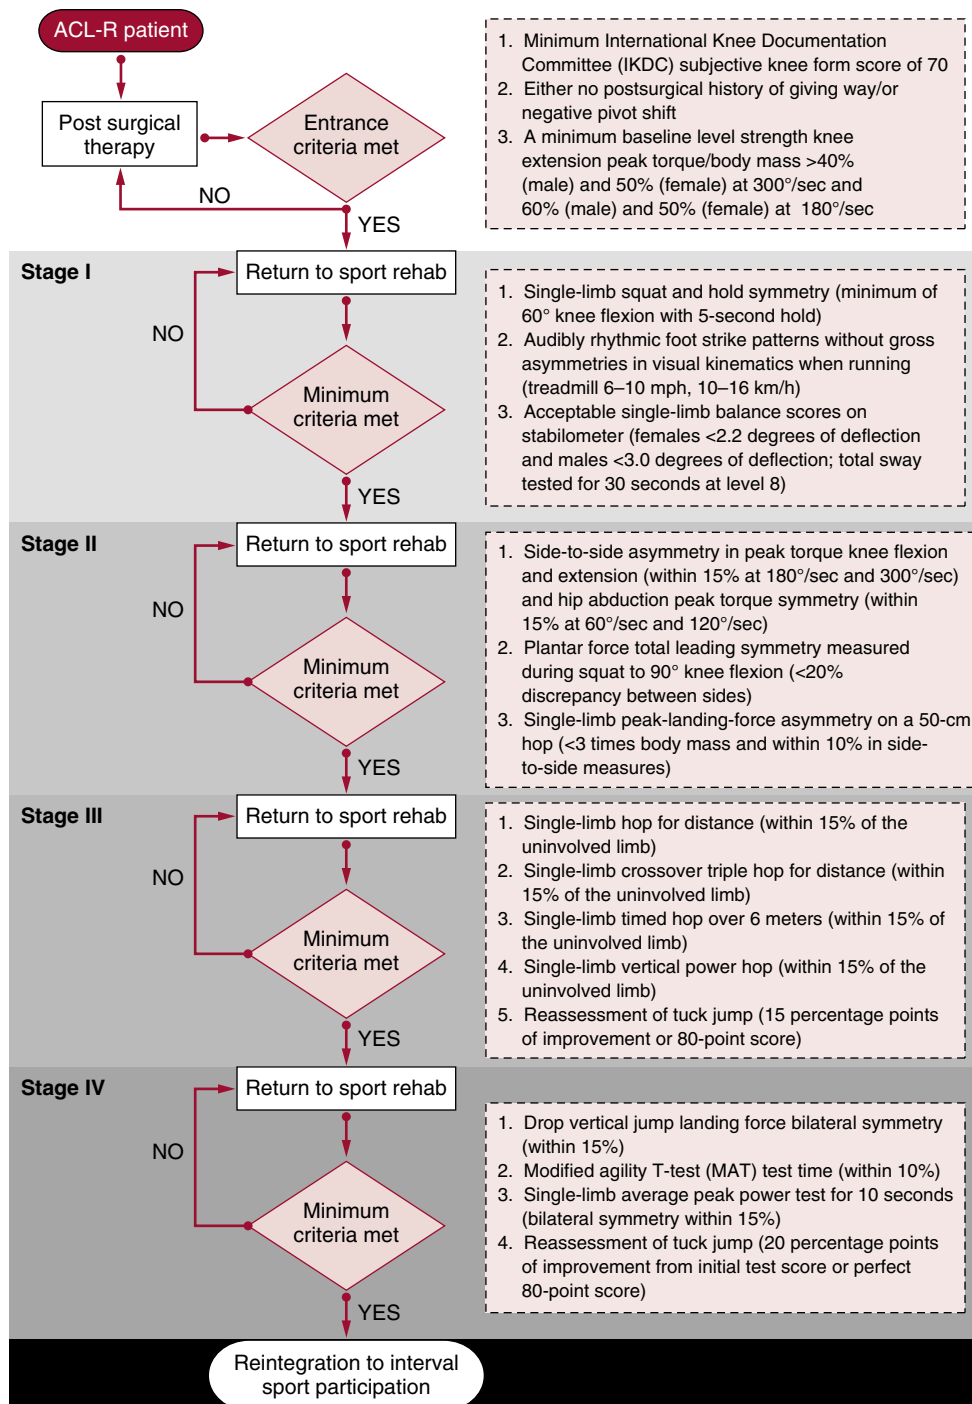 ACL-R patient
Post surgical
therapy
Entrance
criteria met
NO
YES
1. Minimum International Knee Documentation
Committee (IKDC) subjective knee form score of 70
2. Either no postsurgical history of giving way/or
negative pivot shift
3. A minimum baseline level strength knee
extension peak torque/body mass >40%
(male) and 50% (female) at 300°/sec and
60% (male) and 50% (female) at 180°/sec
Stage I
Return to sport rehab
NO
Minimum
criteria met
YES
1. Single-limb squat and hold symmetry (minimum of
60° knee flexion with 5-second hold)
2. Audibly rhythmic foot strike patterns without gross
asymmetries in visual kinematics when running
(treadmill 6–10 mph, 10–16 km/h)
3. Acceptable single-limb balance scores on
stabilometer (females <2.2 degrees of deflection
and males <3.0 degrees of deflection; total sway
tested for 30 seconds at level 8)
Stage II
Return to sport rehab
NO
Minimum
criteria met
YES
1. Side-to-side asymmetry in peak torque knee flexion
and extension (within 15% at 180°/sec and 300°/sec)
and hip abduction peak torque symmetry (within
15% at 60°/sec and 120°/sec)
2. Plantar force total leading symmetry measured
during squat to 90° knee flexion (<20%
discrepancy between sides)
3. Single-limb peak-landing-force asymmetry on a 50-cm
hop (<3 times body mass and within 10% in side-
to-side measures)
Stage III
Return to sport rehab
NO
Minimum
criteria met
YES
1. Single-limb hop for distance (within 15% of the
uninvolved limb)
2. Single-limb crossover triple hop for distance (within
15% of the uninvolved limb)
3. Single-limb timed hop over 6 meters (within 15% of
the uninvolved limb)
4. Single-limb vertical power hop (within 15% of the
uninvolved limb)
5. Reassessment of tuck jump (15 percentage points
of improvement or 80-point score)
Stage IV
Return to sport rehab
NO
Minimum
criteria met
YES
1. Drop vertical jump landing force bilateral symmetry
(within 15%)
2. Modified agility T-test (MAT) test time (within 10%)
3. Single-limb average peak power test for 10 seconds
(bilateral symmetry within 15%)
4. Reassessment of tuck jump (20 percentage points
of improvement from initial test score or perfect
80-point score)
Reintegration to interval
sport participation